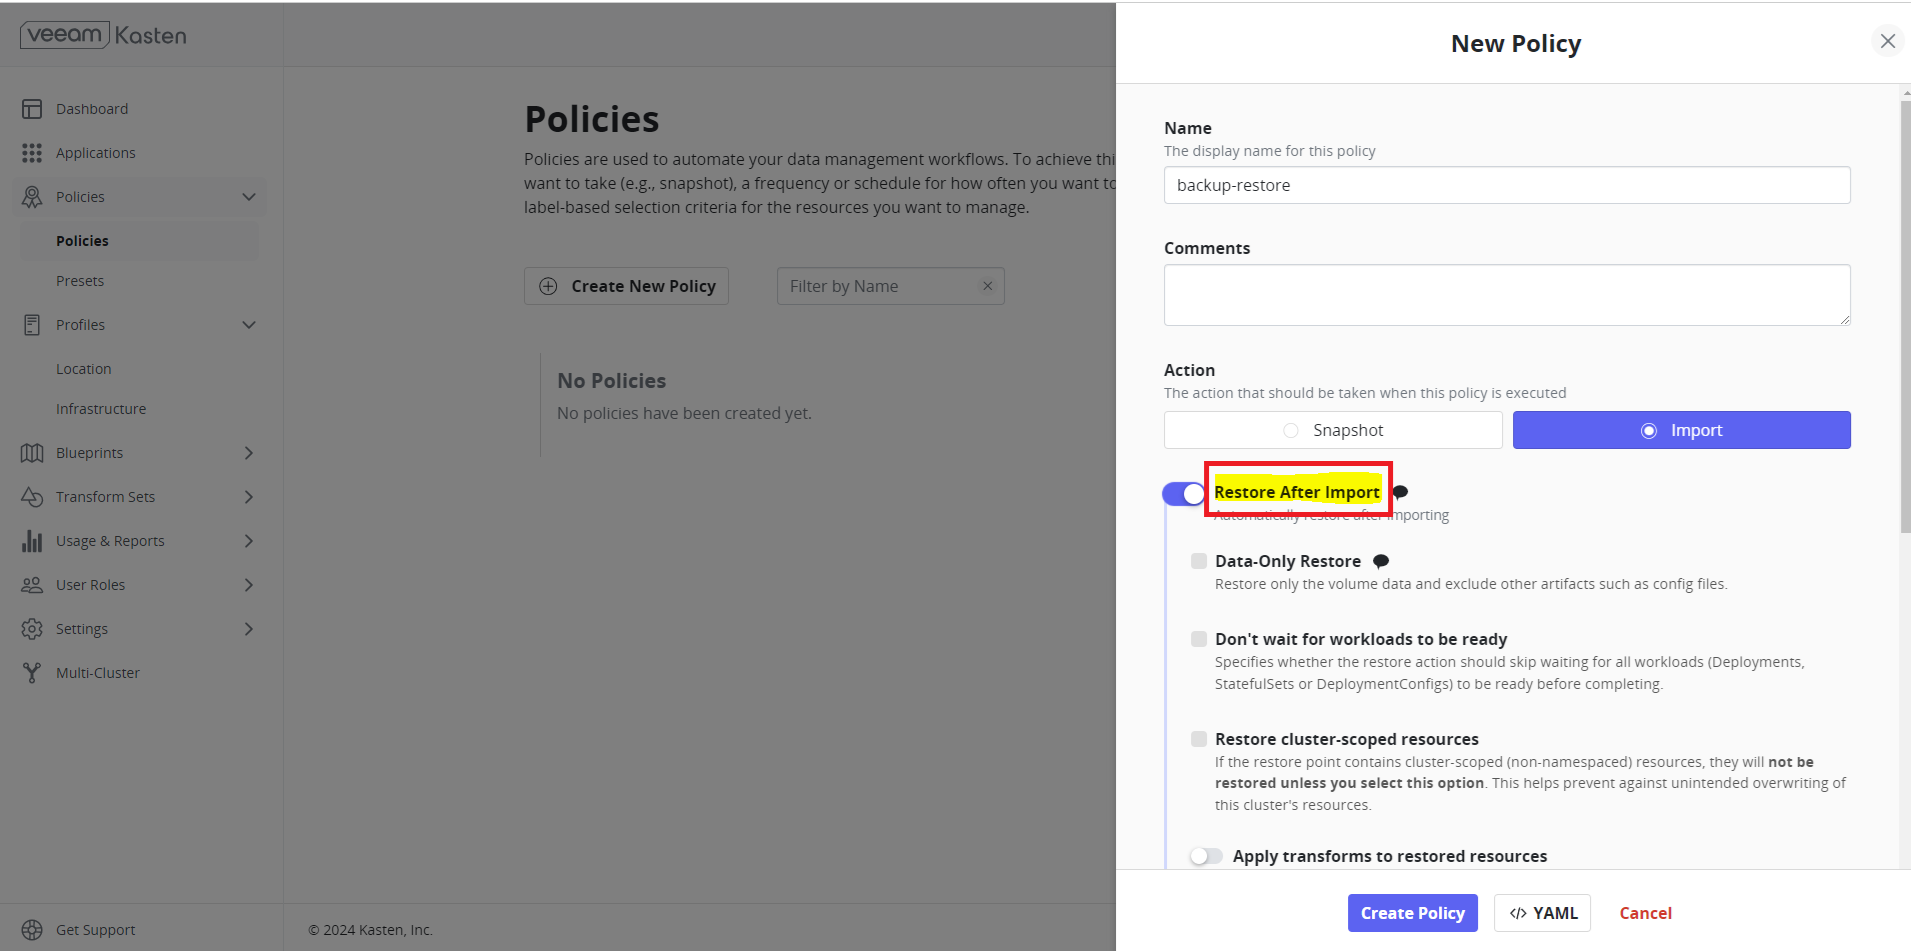 veeam Kasten
Dashboard
Applications
Policies
Policies
Presets
Profiles
Location
Infrastructure
Blueprints
Transform Sets
Usage & Reports
User Roles
Settings
Multi-Cluster
Get Support
Policies
Policies are used to automate your data management workflows. To achieve thi
want to take (e.g., snapshot), a frequency or schedule for how often you want to
label-based selection criteria for the resources you want to manage.
Create New Policy
Filter by Name
No Policies
No policies have been created yet.
© 2024 Kasten, Inc.
New Policy
Name
The display name for this policy
backup-restore
Comments
Action
The action that should be taken when this policy is executed
Snapshot
Import
Restore After Import
Automatically restore after importing
Data-Only Restore
Restore only the volume data and exclude other artifacts such as config files.
Don't wait for workloads to be ready
Specifies whether the restore action should skip waiting for all workloads (Deployments,
StatefulSets or DeploymentConfigs) to be ready before completing.
Restore cluster-scoped resources
If the restore point contains cluster-scoped (non-namespaced) resources, they will not be
restored unless you select this option. This helps prevent against unintended overwriting of
this cluster's resources.
Apply transforms to restored resources
Create Policy
</> YAML
Cancel